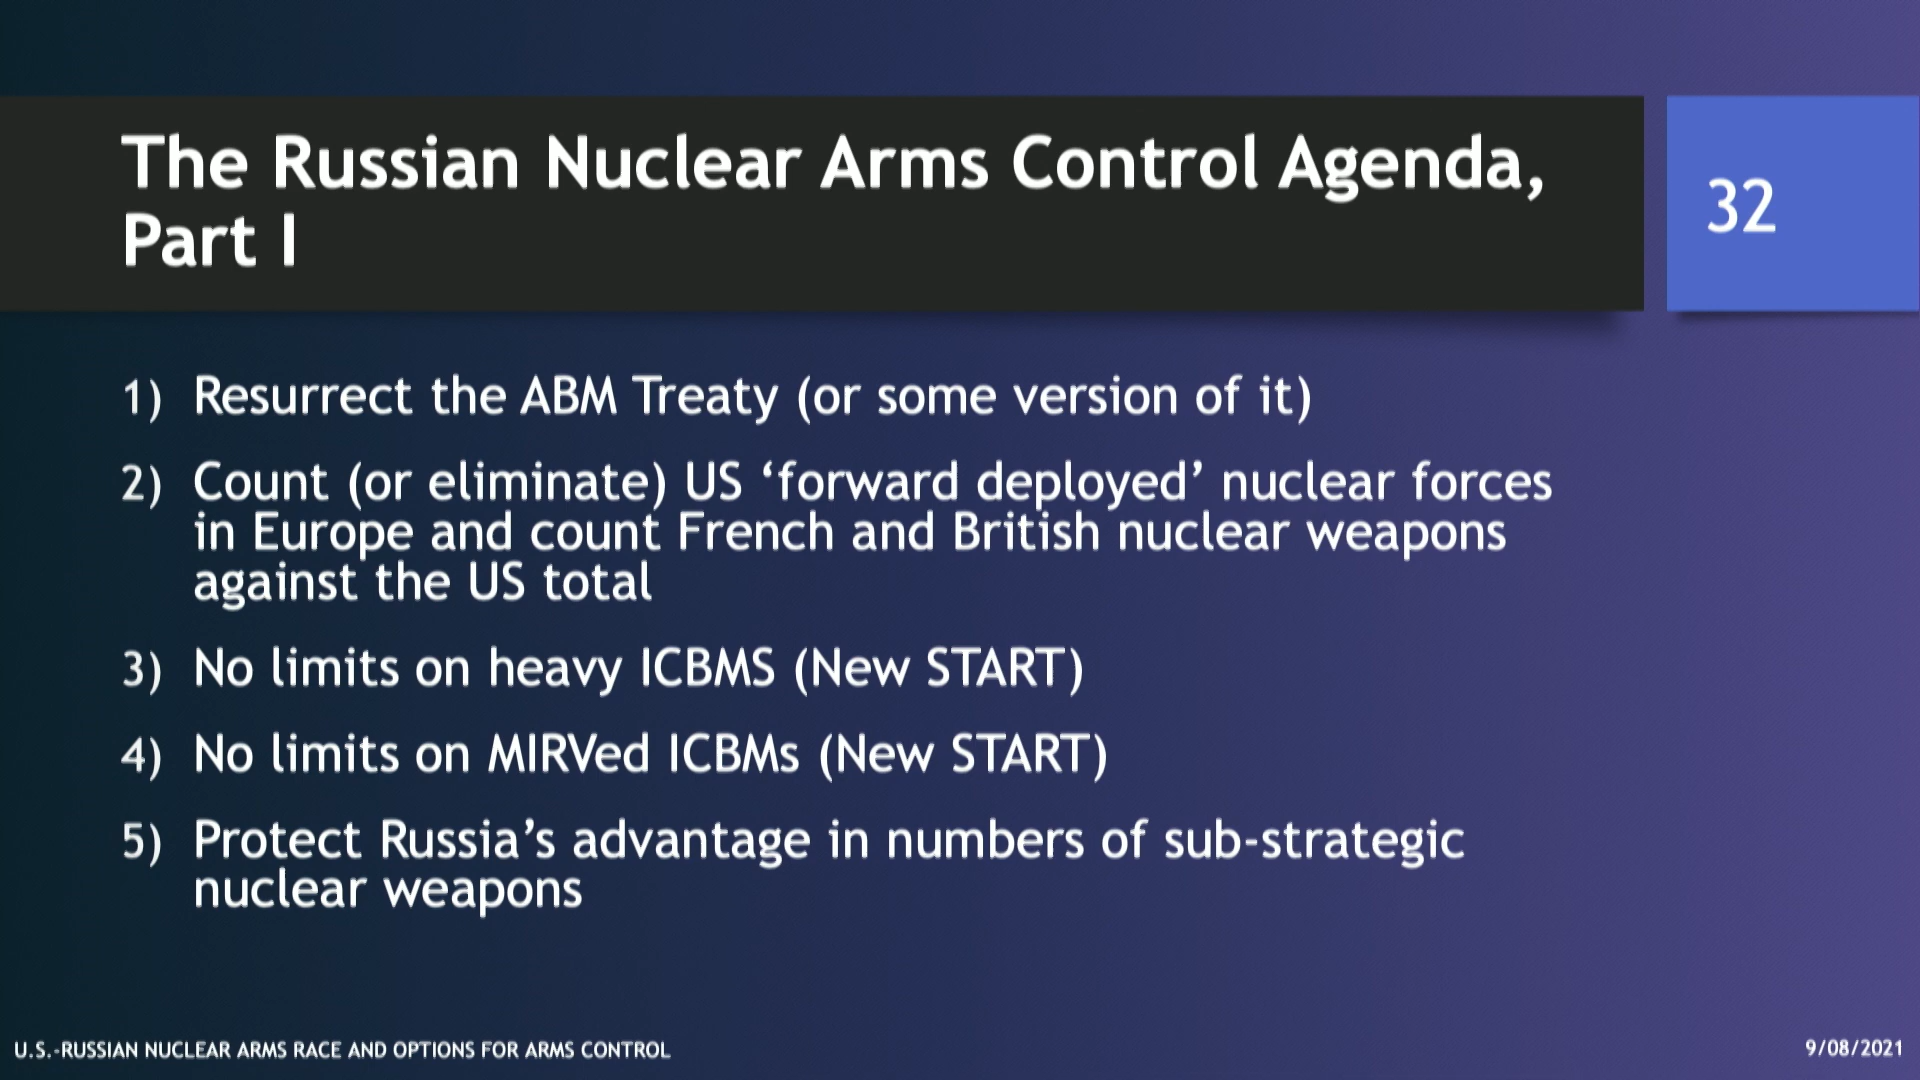 The Russian Nuclear Arms Control Agenda,
Part I
32
1) Resurrect the ABM Treaty (or some version of it)
2) Count (or eliminate) US ‘forward deployed’ nuclear forces
in Europe and count French and British nuclear weapons
against the US total
3) No limits on heavy ICBMS (New START)
4) No limits on MIRVed ICBMs (New START)
5) Protect Russia’s advantage in numbers of sub-strategic
nuclear weapons
U.S.-RUSSIAN NUCLEAR ARMS RACE AND OPTIONS FOR ARMS CONTROL
9/08/2021